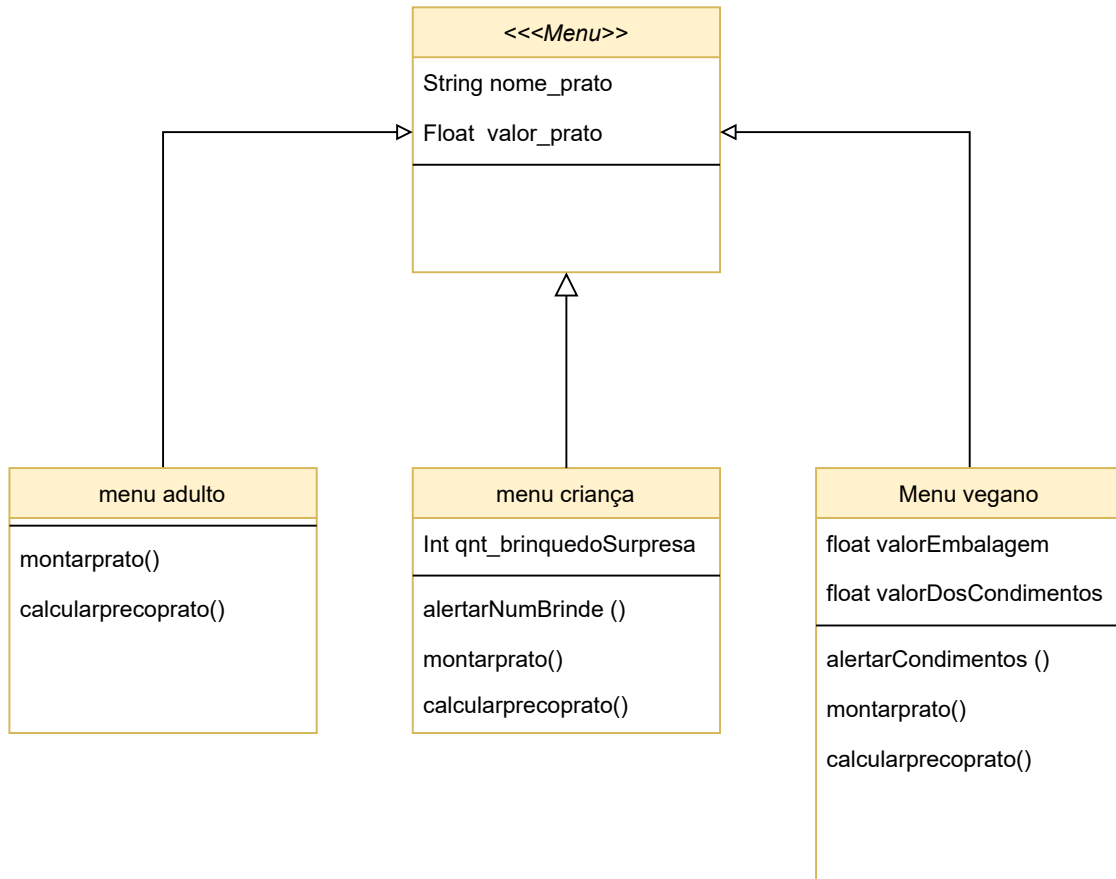 <<<Menu>>
String nome_prato
Float  valor_prato
menu adulto
montarprato()
calcularprecoprato()
menu criança
Int qnt_brinquedoSurpresa
alertarNumBrinde ()
montarprato()
calcularprecoprato()
Menu vegano
float valorEmbalagem
float valorDosCondimentos
alertarCondimentos ()
montarprato()
calcularprecoprato()